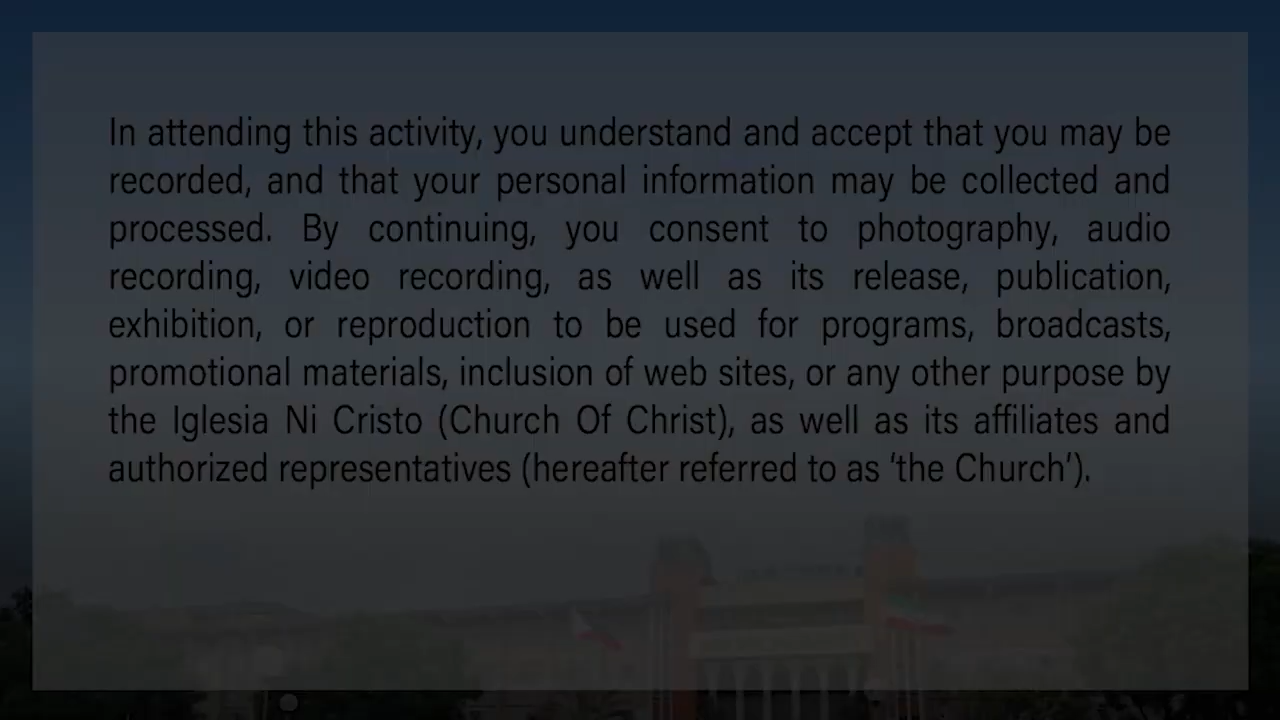 In attending this activity, you understand and accept that you may be
recorded, and that your personal information may be collected and
processed. By continuing, you consent to photography, audio
recording, video recording, as well as its release, publication,
exhibition, or reproduction to be used for programs, broadcasts,
promotional materials, inclusion of web sites, or any other purpose by
the Iglesia Ni Cristo (Church Of Christ), as well as its affiliates and
authorized representatives (hereafter referred to as ‘the Church’).